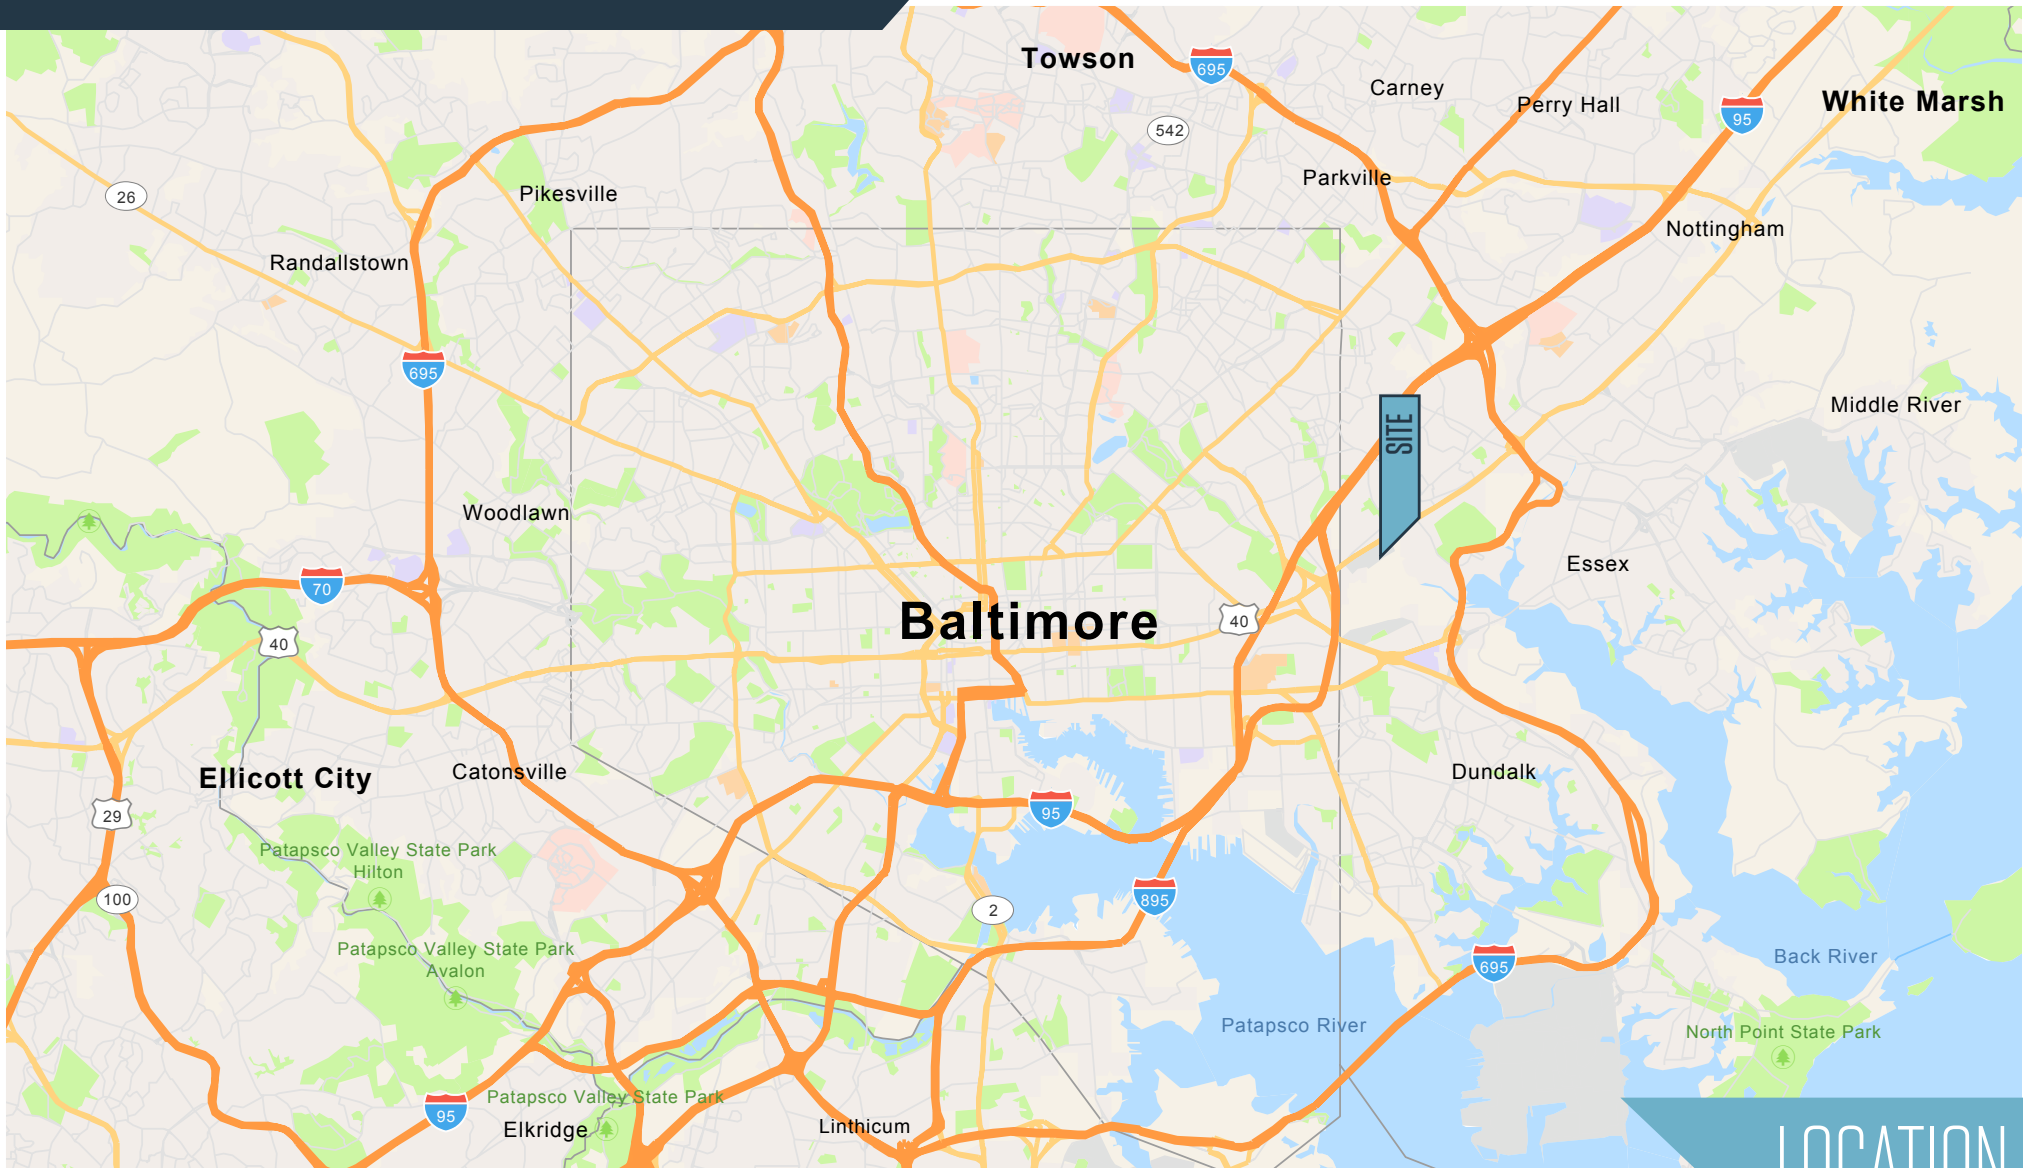 Towson
695
Carney
Perry Hall
95
White Marsh
542
26
Pikesville
Parkville
Nottingham
Randallstown
695
Middle River
SITE
Woodlawn
Essex
70
Baltimore
40
40
Ellicott City
Catonsville
Dundalk
29
95
Patapsco Valley State Park
Hilton
100
895
2
Patapsco Valley State Park
Avalon
695
Back River
Patapsco River
North Point State Park
Patapsco Valley State Park
95
Elkridge
Linthicum
LOCATION